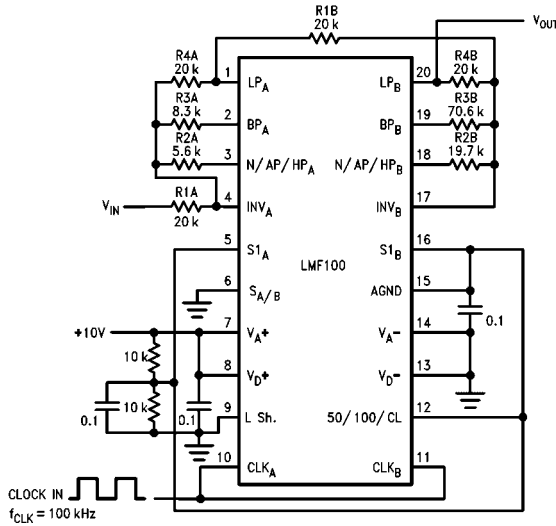 R1B
20 k
V_OUT
R4A
20 k
1
LP_A
LP_B
20
R4B
20 k
R3A
8.3 k
2
BP_A
BP_B
19
R3B
70.6 k
R2A
5.6 k
3
N/AP/HP_A
N/AP/HP_B
18
R2B
19.7 k
V_IN
R1A
20 k
4
INV_A
INV_B
17
5
S1_A
S1_B
16
LMF100
6
S_A/B
AGND
15
+10V
7
V_A+
V_A−
14
0.1
10 k
8
V_D+
V_D−
13
0.1
10 k
0.1
9
L Sh.
50/100/CL
12
10
CLK_A
CLK_B
11
CLOCK IN
f_CLK = 100 kHz